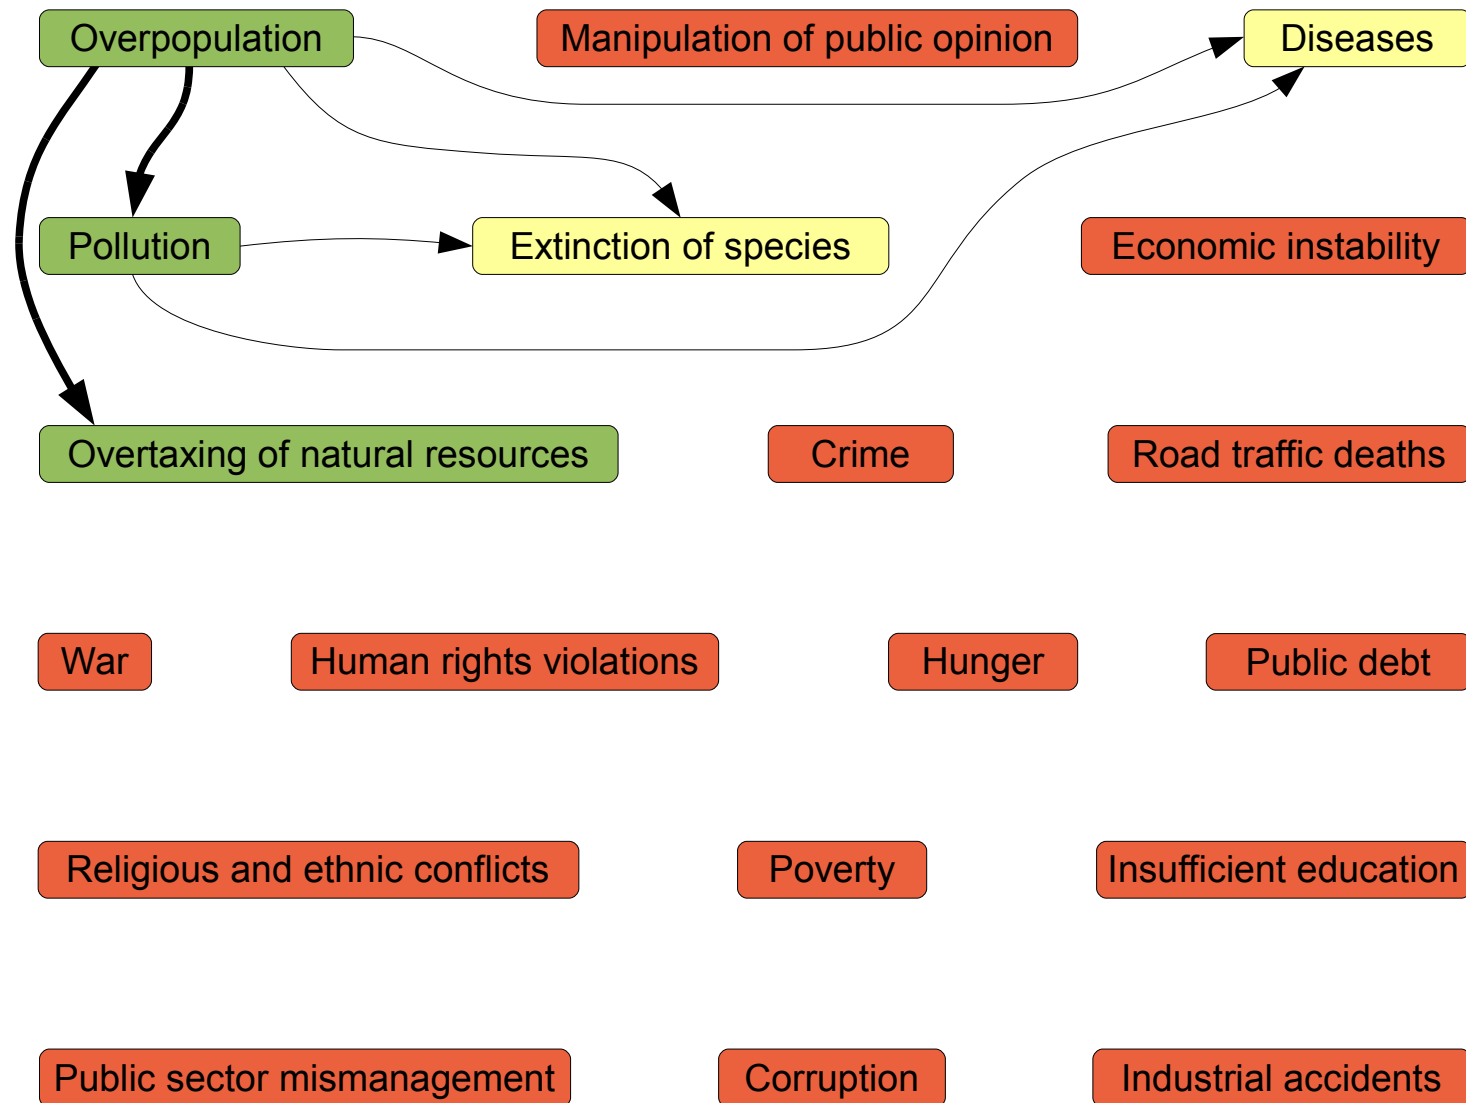 Overpopulation
Manipulation of public opinion
Diseases
Pollution
Extinction of species
Economic instability
Overtaxing of natural resources
Crime
Road traffic deaths
War
Human rights violations
Hunger
Public debt
Religious and ethnic conflicts
Poverty
Insufficient education
Public sector mismanagement
Corruption
Industrial accidents